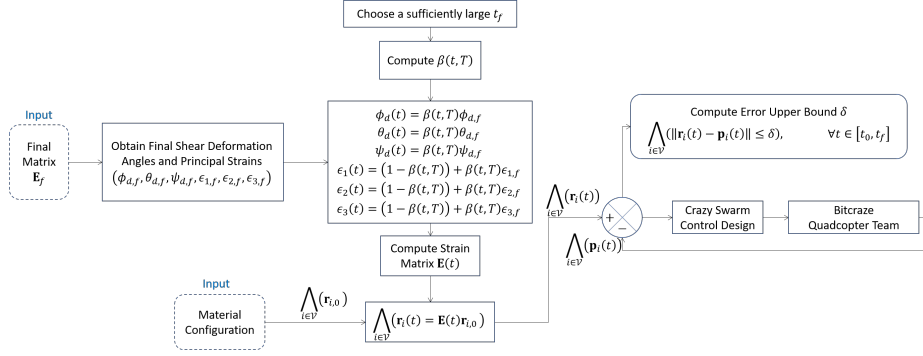 Choose a sufficiently large t_f
Compute β(t, T)
Input
Final
Matrix
E_f
Obtain Final Shear Deformation
Angles and Principal Strains
(ϕ_{d,f}, θ_{d,f}, ψ_{d,f}, ϵ_{1,f}, ϵ_{2,f}, ϵ_{3,f})
ϕ_d(t) = β(t, T)ϕ_{d,f}
θ_d(t) = β(t, T)θ_{d,f}
ψ_d(t) = β(t, T)ψ_{d,f}
ϵ_1(t) = (1 − β(t, T)) + β(t, T)ϵ_{1,f}
ϵ_2(t) = (1 − β(t, T)) + β(t, T)ϵ_{2,f}
ϵ_3(t) = (1 − β(t, T)) + β(t, T)ϵ_{3,f}
Compute Strain
Matrix E(t)
Input
Material
Configuration
⋀_{i∈𝒱} (r_{i,0})
⋀_{i∈𝒱} (r_i(t) = E(t)r_{i,0})
⋀_{i∈𝒱} (r_i(t))
+
−
⋀_{i∈𝒱} (p_i(t))
Compute Error Upper Bound δ
⋀_{i∈𝒱} (‖r_i(t) − p_i(t)‖ ≤ δ), ∀t ∈ [t_0, t_f]
Crazy Swarm
Control Design
Bitcraze
Quadcopter Team